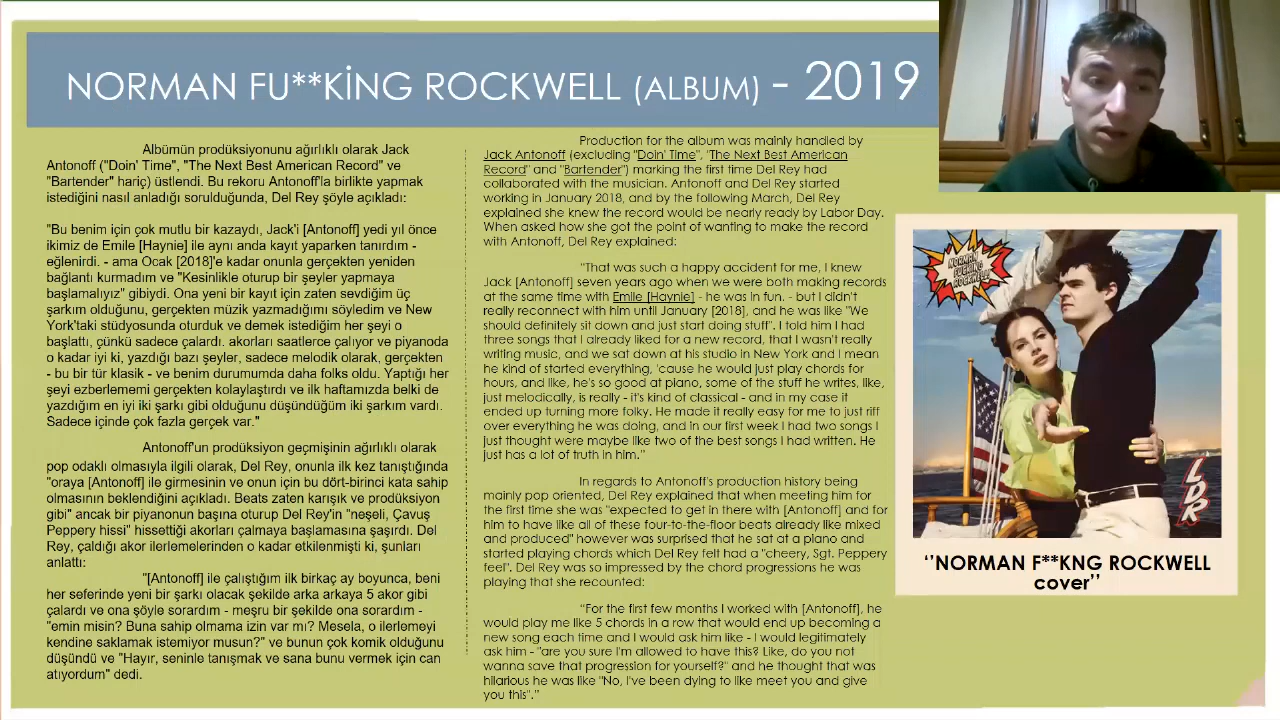 NORMAN FU**KİNG ROCKWELL (ALBUM) - 2019
Albümün prodüksiyonunu ağırlıklı olarak Jack
Antonoff ("Doin' Time", "The Next Best American Record" ve
"Bartender" hariç) üstlendi. Bu rekoru Antonoff'la birlikte yapmak
istediğini nasıl anladığı sorulduğunda, Del Rey şöyle açıkladı:
"Bu benim için çok mutlu bir kazaydı, Jack'i [Antonoff] yedi yıl önce
ikimiz de Emile [Haynie] ile aynı anda kayıt yaparken tanırdım -
eğlenirdi. - ama Ocak [2018]'e kadar onunla gerçekten yeniden
bağlantı kurmadım ve "Kesinlikle oturup bir şeyler yapmaya
başlamalıyız" gibiydi. Ona yeni bir kayıt için zaten sevdiğim üç
şarkım olduğunu, gerçekten müzik yazmadığımı söyledim ve New
York'taki stüdyosunda oturduk ve demek istediğim her şeyi o
başlattı, çünkü sadece çalardı. akorları saatlerce çalıyor ve piyanoda
o kadar iyi ki, yazdığı bazı şeyler, sadece melodik olarak, gerçekten
- bu bir tür klasik - ve benim durumumda daha folks oldu. Yaptığı her
şeyi ezberlememi gerçekten kolaylaştırdı ve ilk haftamızda belki de
yazdığım en iyi iki şarkı gibi olduğunu düşündüğüm iki şarkım vardı.
Sadece içinde çok fazla gerçek var."
Antonoff'un prodüksiyon geçmişinin ağırlıklı olarak
pop odaklı olmasıyla ilgili olarak, Del Rey, onunla ilk kez tanıştığında
"oraya [Antonoff] ile girmesinin ve onun için bu dört-birinci kata sahip
olmasının beklendiğini açıkladı. Beats zaten karışık ve prodüksiyon
gibi" ancak bir piyanonun başına oturup Del Rey'in "neşeli, Çavuş
Peppery hissi" hissettiği akorları çalmaya başlamasına şaşırdı. Del
Rey, çaldığı akor ilerlemelerinden o kadar etkilenmişti ki, şunları
anlattı:
"[Antonoff] ile çalıştığım ilk birkaç ay boyunca, beni
her seferinde yeni bir şarkı olacak şekilde arka arkaya 5 akor gibi
çalardı ve ona şöyle sorardım - meşru bir şekilde ona sorardım -
"emin misin? Buna sahip olmama izin var mı? Mesela, o ilerlemeyi
kendine saklamak istemiyor musun?" ve bunun çok komik olduğunu
düşündü ve "Hayır, seninle tanışmak ve sana bunu vermek için can
atıyordum" dedi.
Production for the album was mainly handled by
Jack Antonoff (excluding "Doin' Time", "The Next Best American
Record" and "Bartender") marking the first time Del Rey had
collaborated with the musician. Antonoff and Del Rey started
working in January 2018, and by the following March, Del Rey
explained she knew the record would be nearly ready by Labor Day.
When asked how she got the point of wanting to make the record
with Antonoff, Del Rey explained:
"That was such a happy accident for me, I knew
Jack [Antonoff] seven years ago when we were both making records
at the same time with Emile [Haynie] - he was in fun. - but I didn't
really reconnect with him until January [2018], and he was like "We
should definitely sit down and just start doing stuff". I told him I had
three songs that I already liked for a new record, that I wasn't really
writing music, and we sat down at his studio in New York and I mean
he kind of started everything, 'cause he would just play chords for
hours, and like, he's so good at piano, some of the stuff he writes, like,
just melodically, is really - it's kind of classical - and in my case it
ended up turning more folky. He made it really easy for me to just riff
over everything he was doing, and in our first week I had two songs I
just thought were maybe like two of the best songs I had written. He
just has a lot of truth in him."
In regards to Antonoff's production history being
mainly pop oriented, Del Rey explained that when meeting him for
the first time she was "expected to get in there with [Antonoff] and for
him to have like all of these four-to-the-floor beats already like mixed
and produced" however was surprised that he sat at a piano and
started playing chords which Del Rey felt had a "cheery, Sgt. Peppery
feel". Del Rey was so impressed by the chord progressions he was
playing that she recounted:
"For the first few months I worked with [Antonoff], he
would play me like 5 chords in a row that would end up becoming a
new song each time and I would ask him like - I would legitimately
ask him - "are you sure I'm allowed to have this? Like, do you not
wanna save that progression for yourself?" and he thought that was
hilarious he was like "No, I've been dying to like meet you and give
you this"."
NORMAN
FUCKING
ROCKWELL!
LDR
‘’NORMAN F**KNG ROCKWELL
cover’’